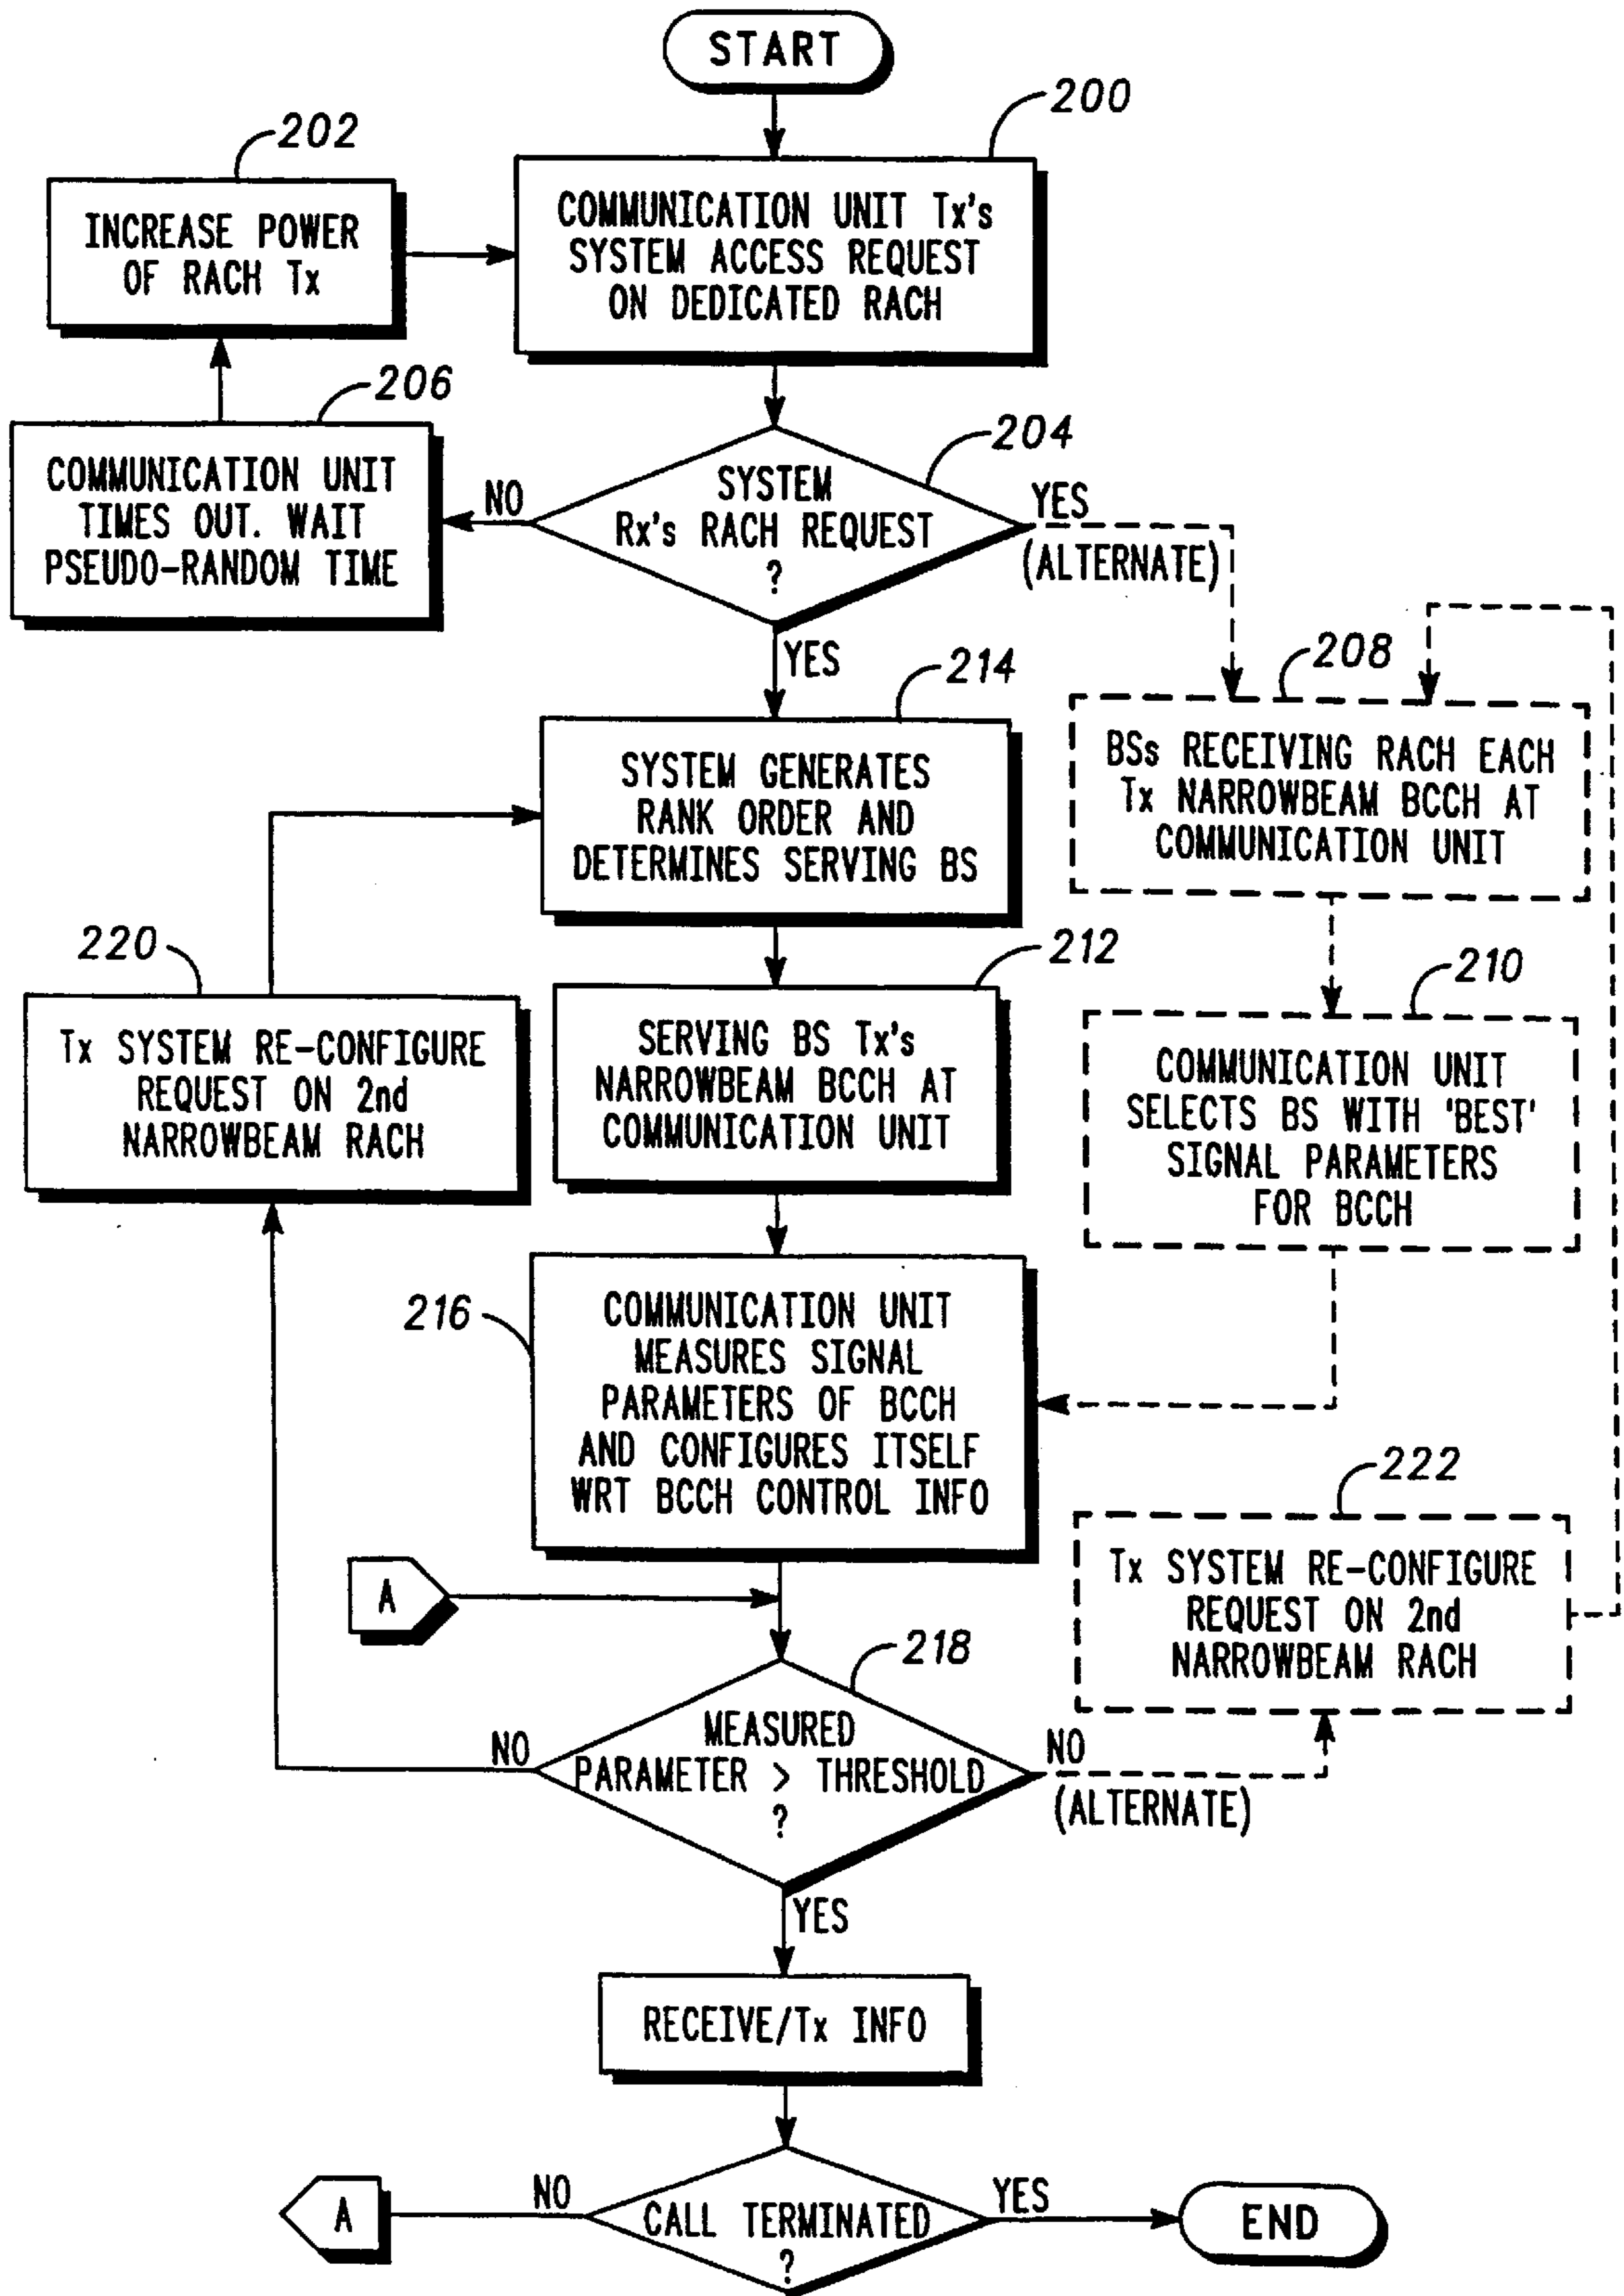 START
200
202
INCREASE POWER
OF RACH Tx
COMMUNICATION UNIT Tx's
SYSTEM ACCESS REQUEST
ON DEDICATED RACH
206
COMMUNICATION UNIT
TIMES OUT. WAIT
PSEUDO-RANDOM TIME
204
NO
SYSTEM
Rx's RACH REQUEST
?
YES
(ALTERNATE)
YES
214
208
SYSTEM GENERATES
RANK ORDER AND
DETERMINES SERVING BS
BSs RECEIVING RACH EACH
Tx NARROWBEAM BCCH AT
COMMUNICATION UNIT
220
212
210
Tx SYSTEM RE-CONFIGURE
REQUEST ON 2nd
NARROWBEAM RACH
SERVING BS Tx's
NARROWBEAM BCCH AT
COMMUNICATION UNIT
COMMUNICATION UNIT
SELECTS BS WITH 'BEST'
SIGNAL PARAMETERS
FOR BCCH
216
COMMUNICATION UNIT
MEASURES SIGNAL
PARAMETERS OF BCCH
AND CONFIGURES ITSELF
WRT BCCH CONTROL INFO
222
Tx SYSTEM RE-CONFIGURE
REQUEST ON 2nd
NARROWBEAM RACH
A
218
NO
MEASURED
PARAMETER > THRESHOLD
?
NO
(ALTERNATE)
YES
RECEIVE/Tx INFO
A
NO
CALL TERMINATED
?
YES
END